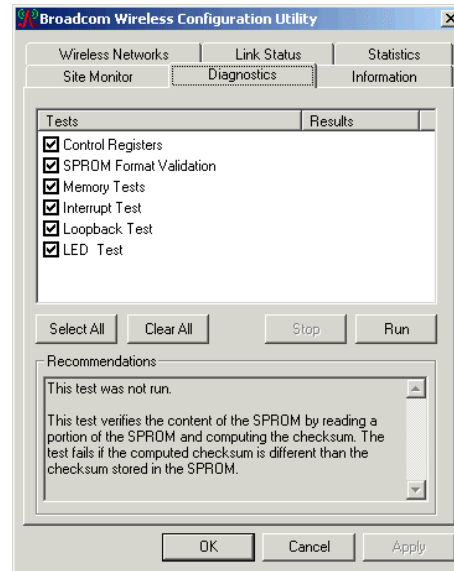 Broadcom Wireless Configuration Utility
Wireless Networks Link Status Statistics
Site Monitor Diagnostics Information
Tests Results
Control Registers
SPROM Format Validation
Memory Tests
Interrupt Test
Loopback Test
LED Test
Select All Clear All Stop Run
Recommendations
This test was not run.
This test verifies the content of the SPROM by reading a
portion of the SPROM and computing the checksum. The
test fails if the computed checksum is different than the
checksum stored in the SPROM.
OK Cancel Apply